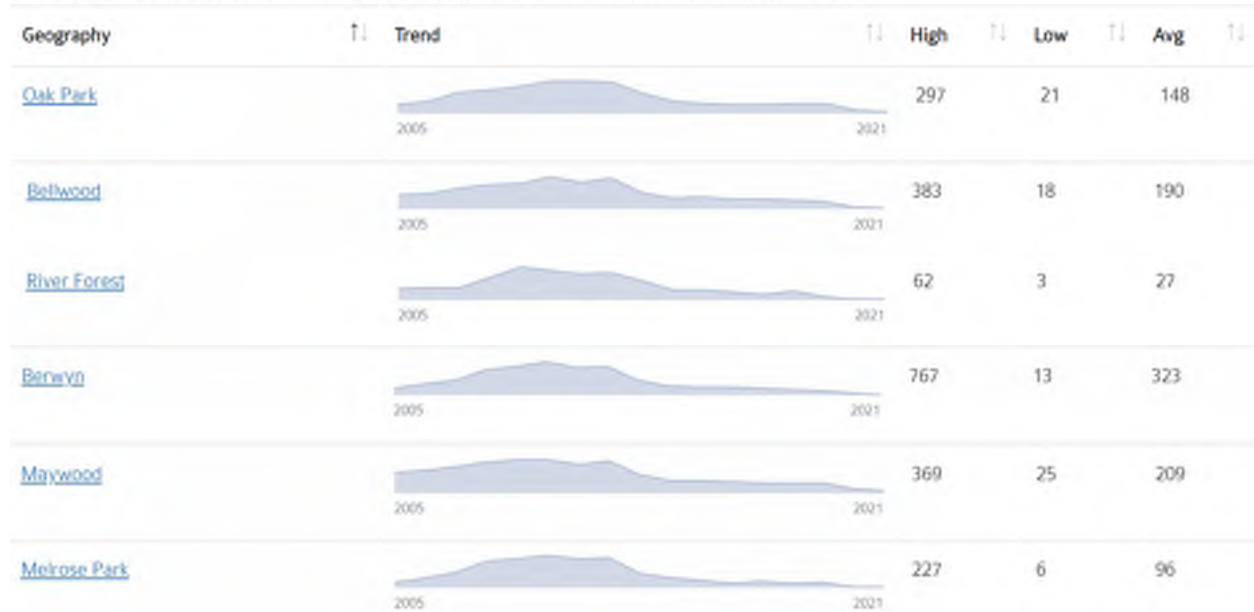 Geography Trend High Low Avg
Oak Park 297 21 148
2005 2021
Bellwood 383 18 190
2005 2021
River Forest 62 3 27
2005 2021
Berwyn 767 13 323
2005 2021
Maywood 369 25 209
2005 2021
Melrose Park 227 6 96
2005 2021